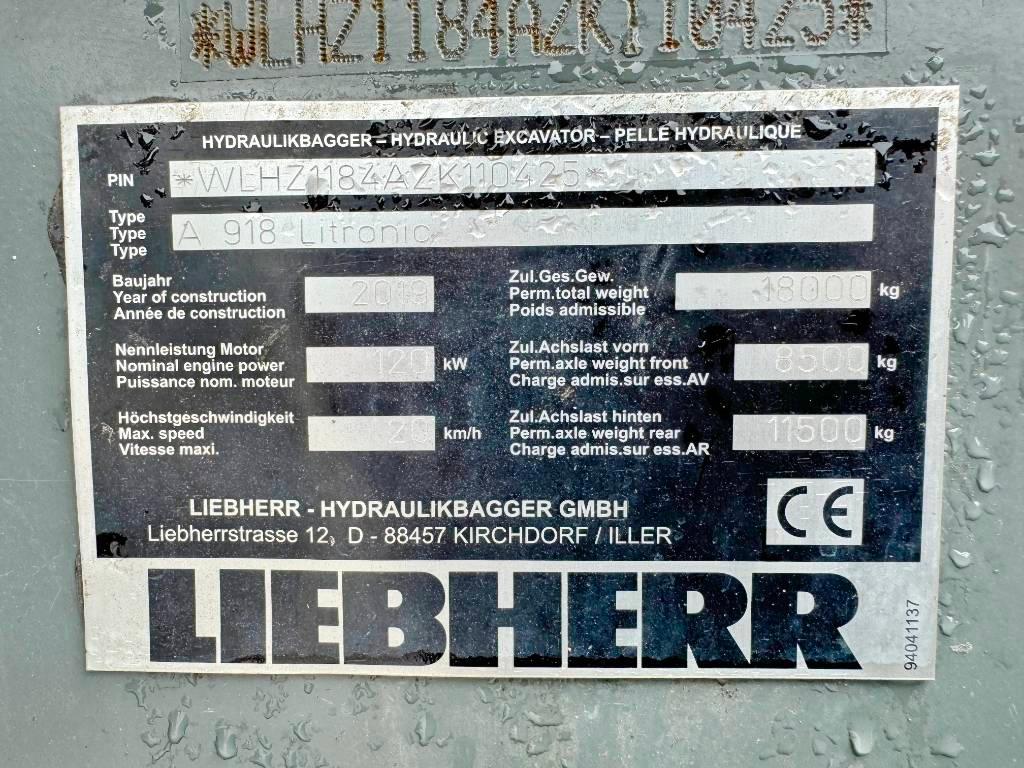 *WLHZ1184AZK110425*
HYDRAULIKBAGGER – HYDRAULIC EXCAVATOR – PELLE HYDRAULIQUE
PIN *WLHZ1184AZK110425*
Type
Type A 918 Litronic
Type
Baujahr
Year of construction 2019
Année de construction
Zul.Ges.Gew.
Perm.total weight 18000 kg
Poids admissible
Nennleistung Motor
Nominal engine power 120 kW
Puissance nom. moteur
Zul.Achslast vorn
Perm.axle weight front 8500 kg
Charge admis.sur ess.AV
Höchstgeschwindigkeit
Max. speed 20 km/h
Vitesse maxi.
Zul.Achslast hinten
Perm.axle weight rear 11500 kg
Charge admis.sur ess.AR
LIEBHERR - HYDRAULIKBAGGER GMBH
Liebherrstrasse 12, D - 88457 KIRCHDORF / ILLER
CE
LIEBHERR
94041137